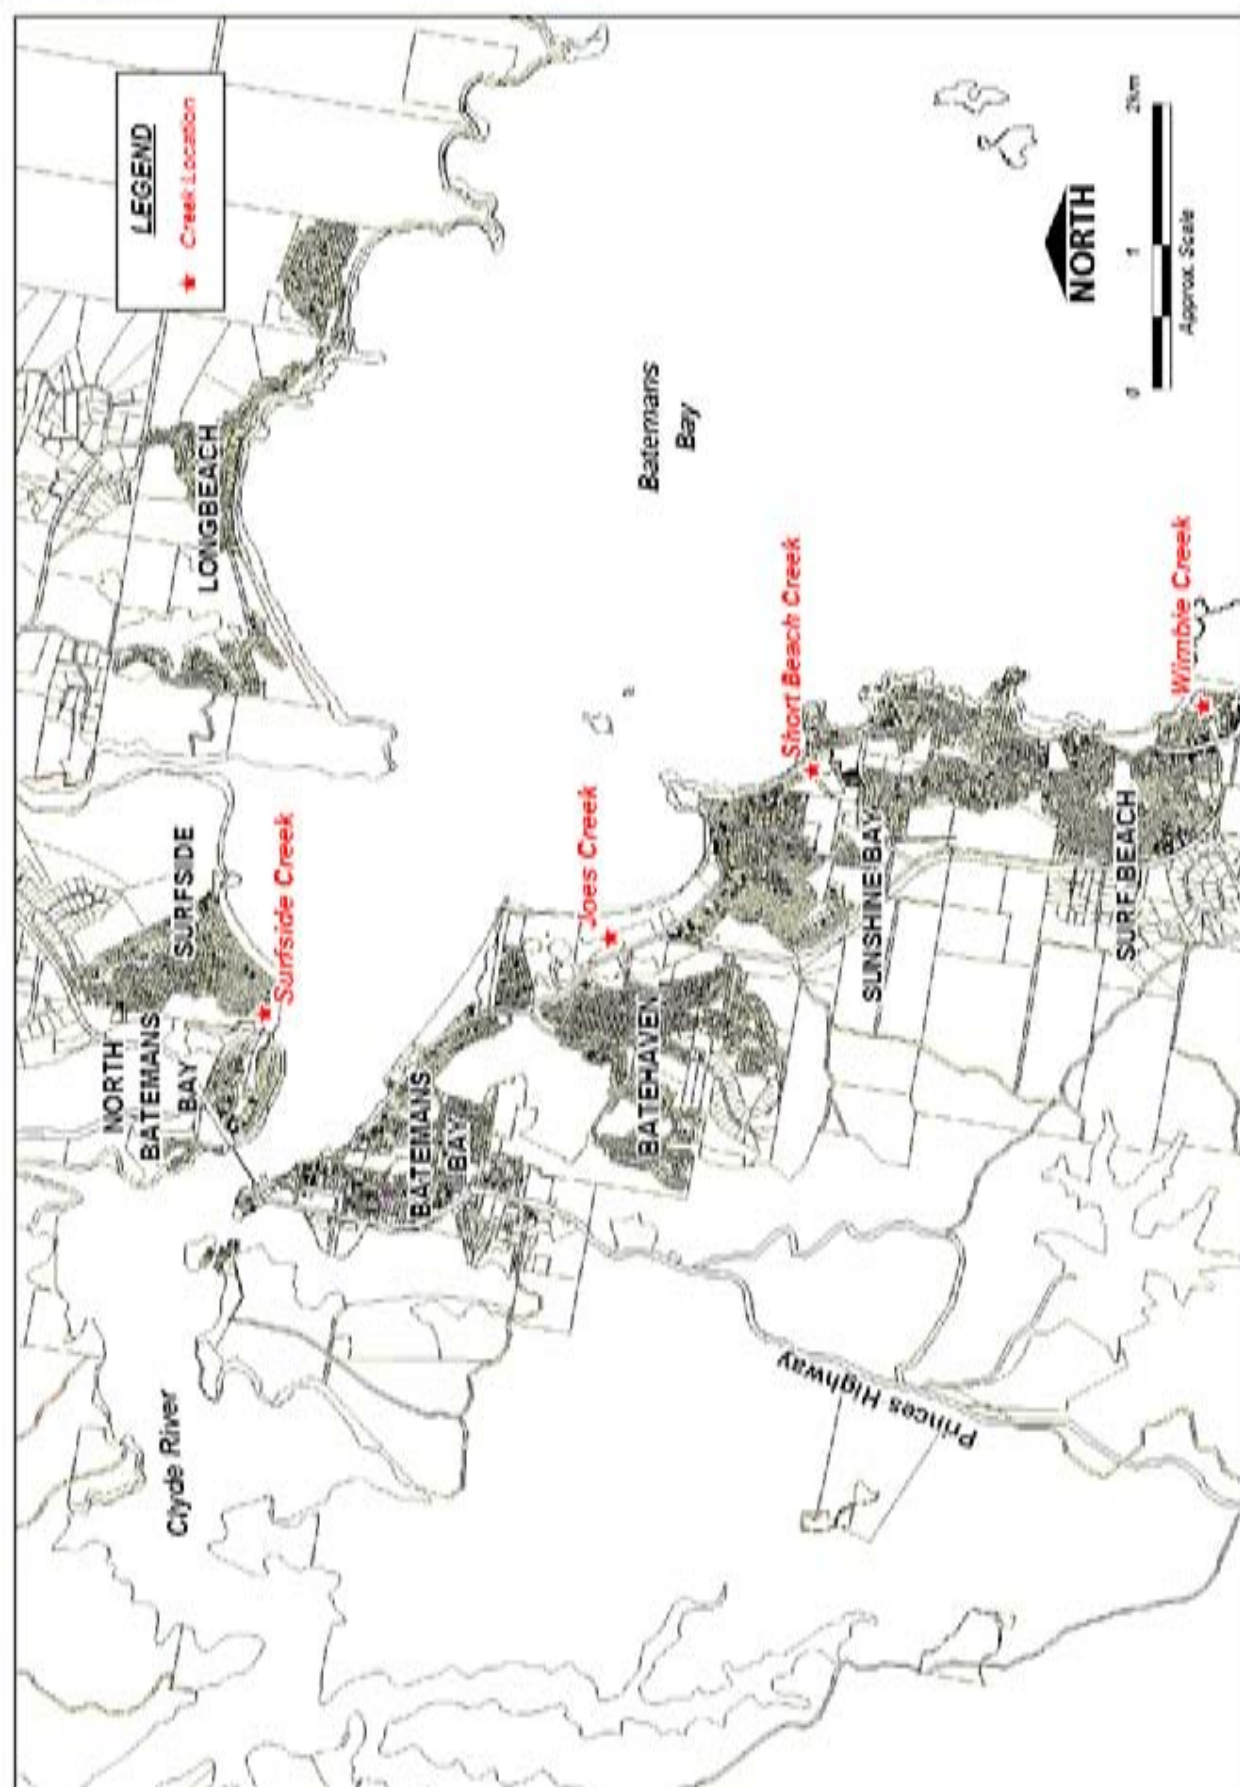 LEGEND
Creek Location
LONGBEACH
SURFSIDE
Surfside Creek
NORTH
BATEMANS
BAY
Clyde River
BATEMANS
BAY
Joes Creek
BATEHAVEN
Batemans
Bay
Short Beach Creek
SUNSHINE BAY
Princes Highway
SURF BEACH
Wimbie Creek
NORTH
0
1
2km
Approx. Scale